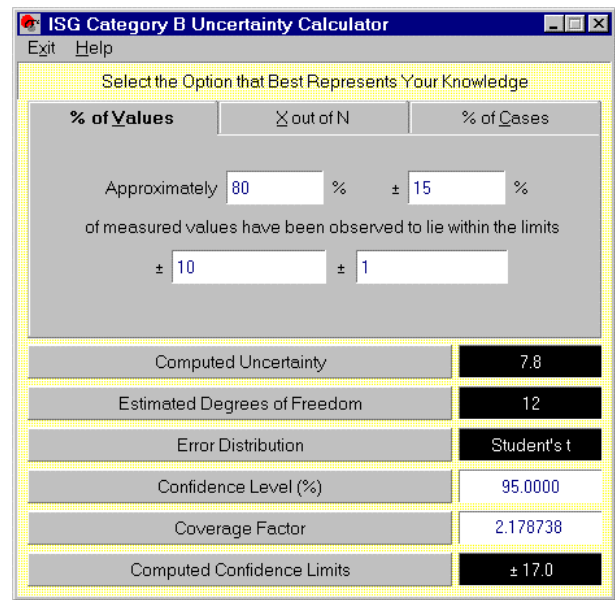 ISG Category B Uncertainty Calculator
Exit Help
Select the Option that Best Represents Your Knowledge
% of Values X out of N % of Cases
Approximately 80 % ± 15 %
of measured values have been observed to lie within the limits
± 10 ± 1
Computed Uncertainty 7.8
Estimated Degrees of Freedom 12
Error Distribution Student's t
Confidence Level (%) 95.0000
Coverage Factor 2.178738
Computed Confidence Limits ± 17.0